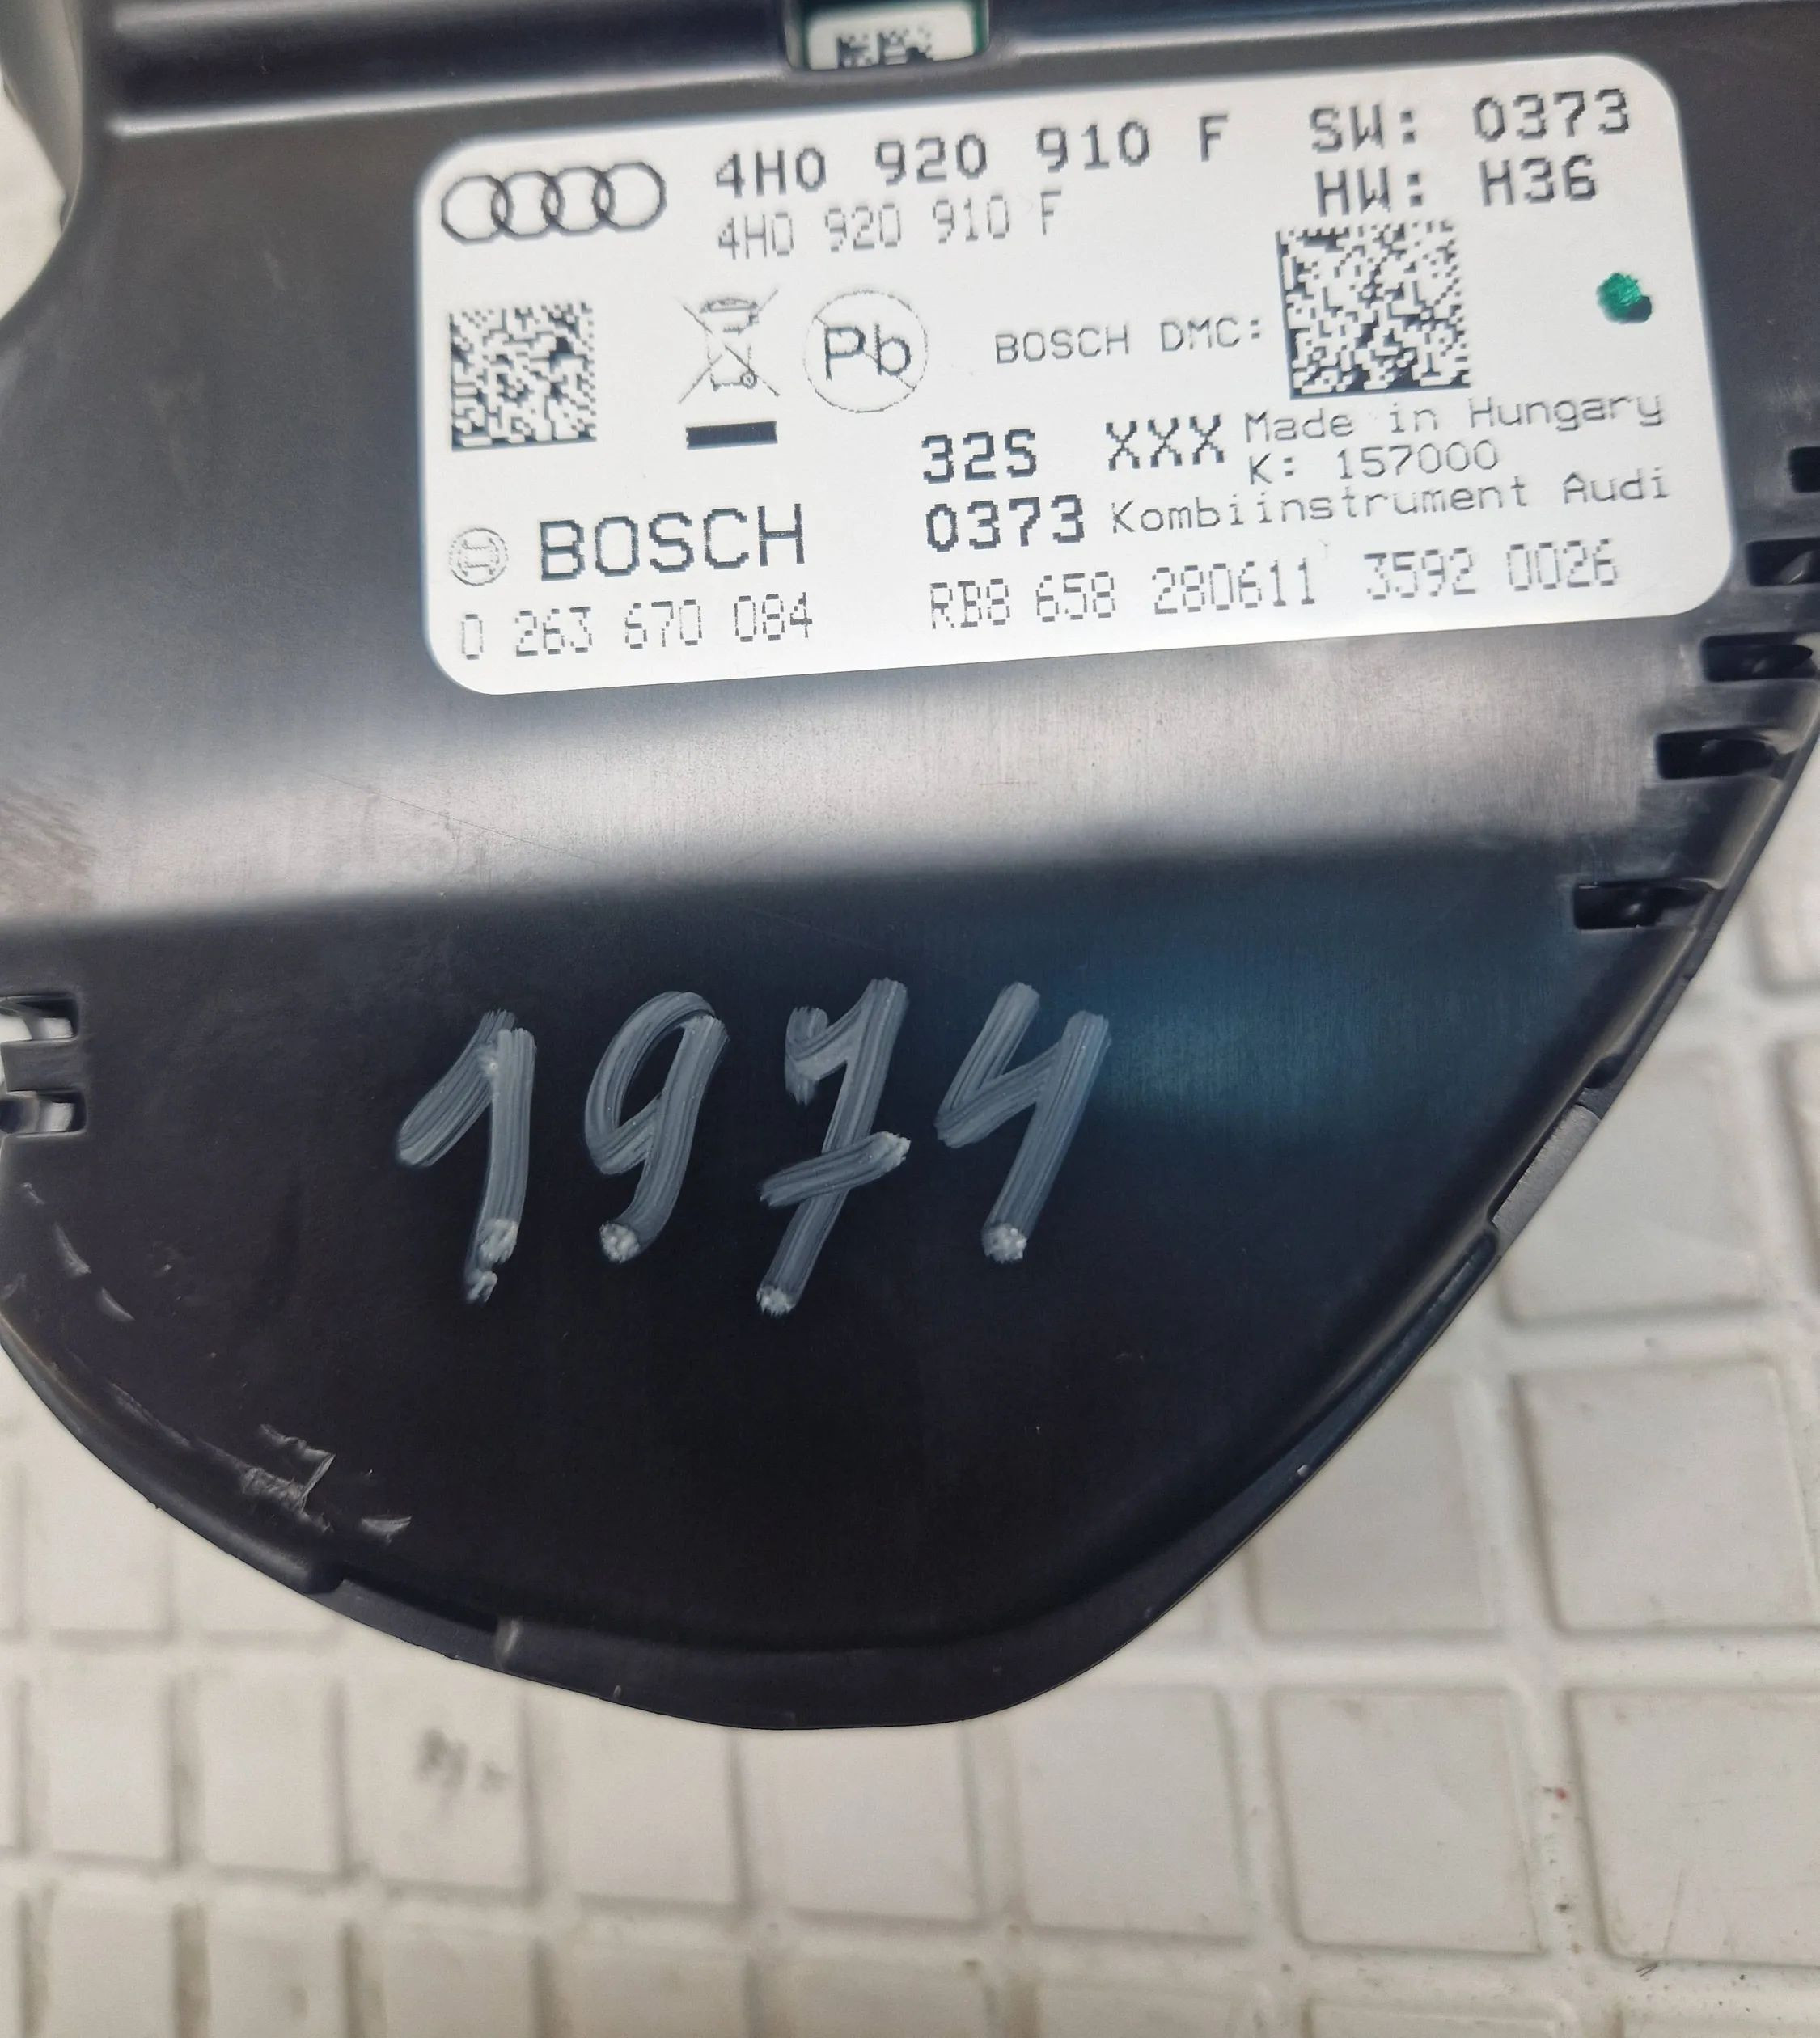 4H0 920 910 F SW: 0373
4H0 920 910 F HW: H36
Pb BOSCH DMC:
32S XXX Made in Hungary
K: 157000
BOSCH 0373 Kombiinstrument Audi
0 263 670 084 RB8 658 280611 3592 0026
1974